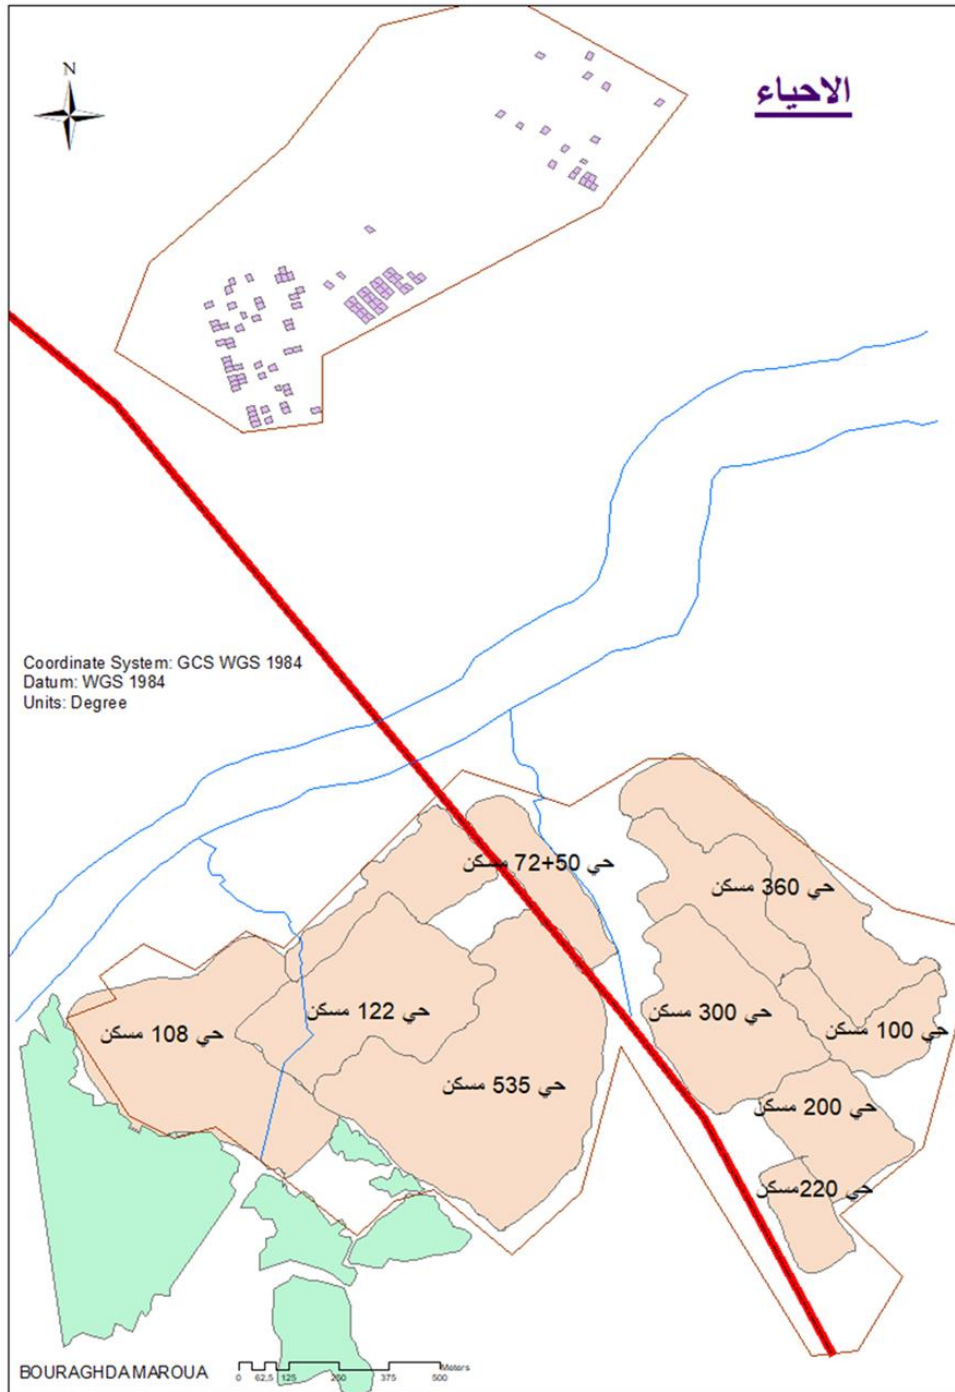 N
الاحياء
Coordinate System: GCS WGS 1984
Datum: WGS 1984
Units: Degree
حي 50+72 مسكن
حي 360 مسكن
حي 300 مسكن
حي 100 مسكن
حي 122 مسكن
حي 108 مسكن
حي 535 مسكن
حي 200 مسكن
حي 220مسكن
BOURAGHDA MAROUA
Meters
0 62,5 125 250 375 500